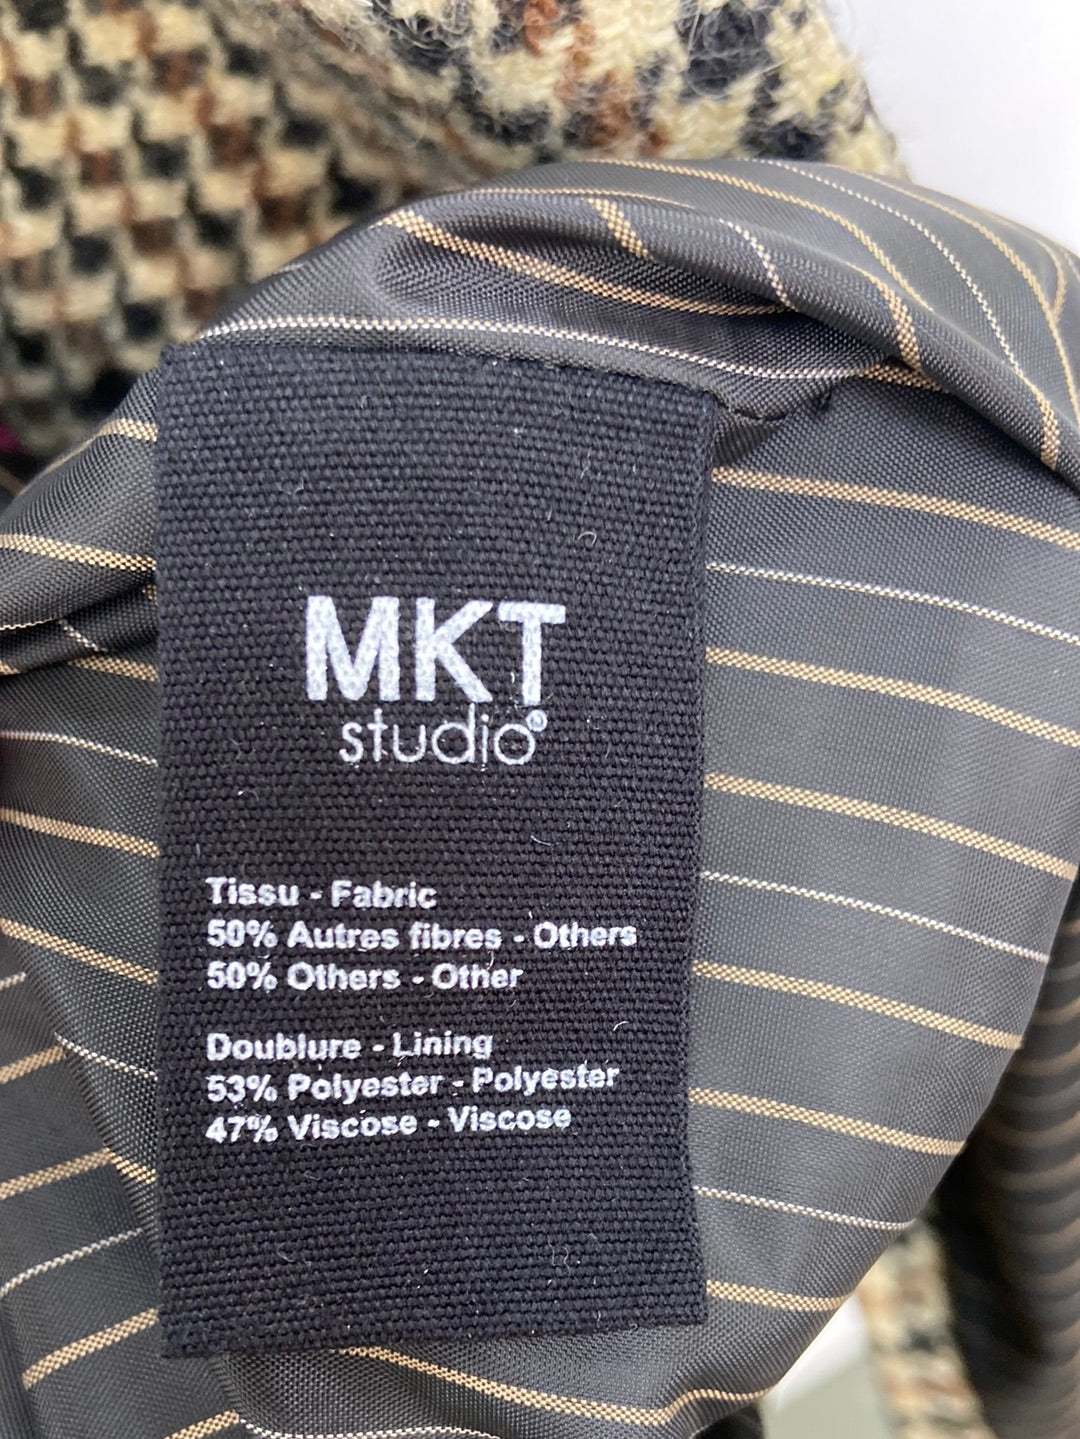 MKT
studio®
Tissu - Fabric
50% Autres fibres - Others
50% Others - Other
Doublure - Lining
53% Polyester - Polyester
47% Viscose - Viscose